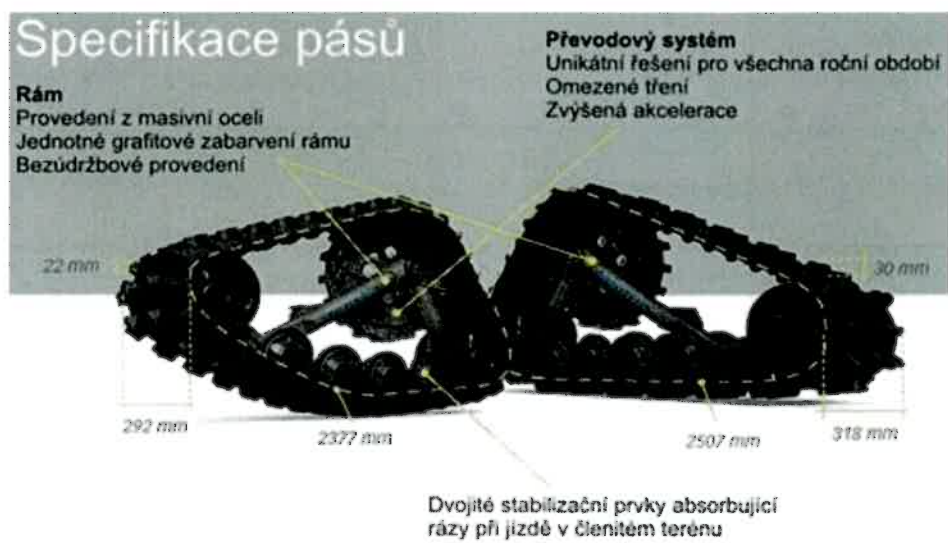 Specifikace pásů
Rám
Provedení z masivní oceli
Jednotné grafitové zabarvení rámu
Bezúdržbové provedení
Převodový systém
Unikátní řešení pro všechna roční období
Omezené tření
Zvýšená akcelerace
22 mm
30 mm
292 mm
2377 mm
2507 mm
318 mm
Dvojité stabilizační prvky absorbující
rázy při jízdě v členitém terénu